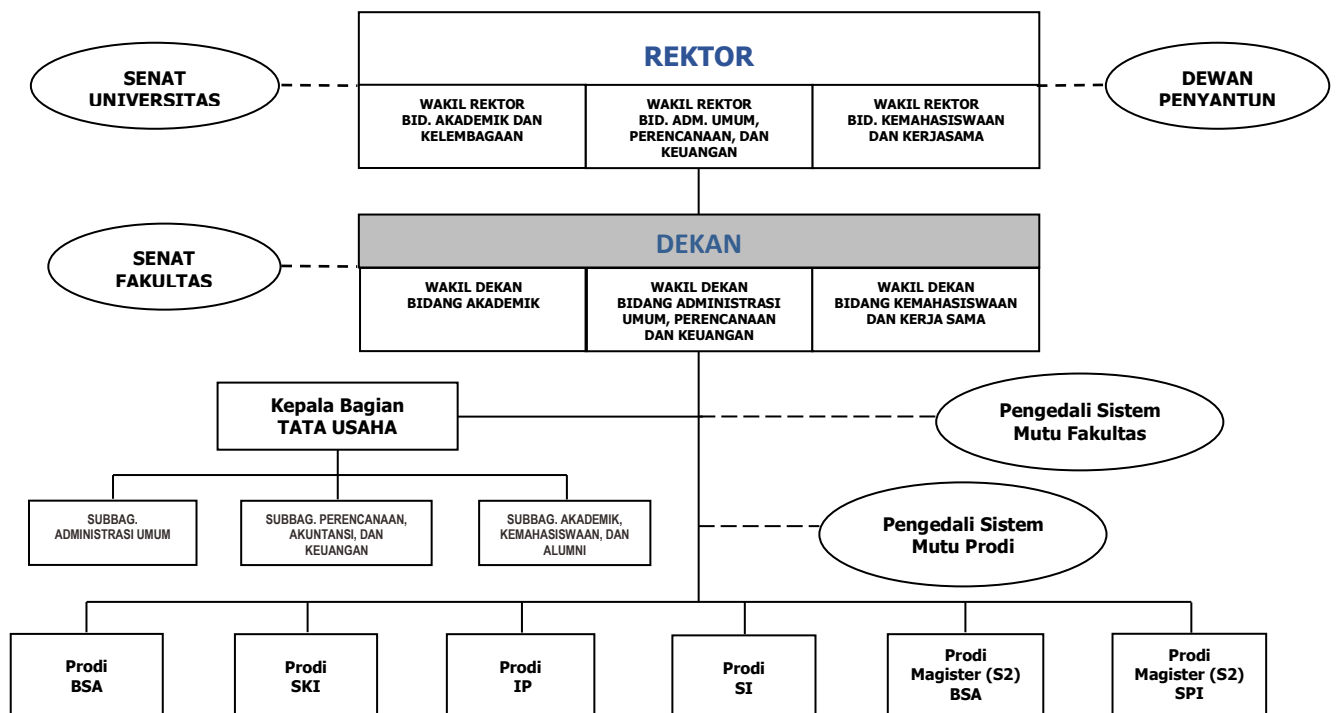 REKTOR
SENAT
UNIVERSITAS
DEWAN
PENYANTUN
WAKIL REKTOR
BID. AKADEMIK DAN
KELEMBAGAAN
WAKIL REKTOR
BID. ADM. UMUM,
PERENCANAAN, DAN
KEUANGAN
WAKIL REKTOR
BID. KEMAHASISWAAN
DAN KERJASAMA
DEKAN
SENAT
FAKULTAS
WAKIL DEKAN
BIDANG AKADEMIK
WAKIL DEKAN
BIDANG ADMINISTRASI
UMUM, PERENCANAAN
DAN KEUANGAN
WAKIL DEKAN
BIDANG KEMAHASISWAAN
DAN KERJA SAMA
Kepala Bagian
TATA USAHA
Pengedali Sistem
Mutu Fakultas
SUBBAG.
ADMINISTRASI UMUM
SUBBAG. PERENCANAAN,
AKUNTANSI, DAN
KEUANGAN
SUBBAG. AKADEMIK,
KEMAHASISWAAN, DAN
ALUMNI
Pengedali Sistem
Mutu Prodi
Prodi
BSA
Prodi
SKI
Prodi
IP
Prodi
SI
Prodi
Magister (S2)
BSA
Prodi
Magister (S2)
SPI